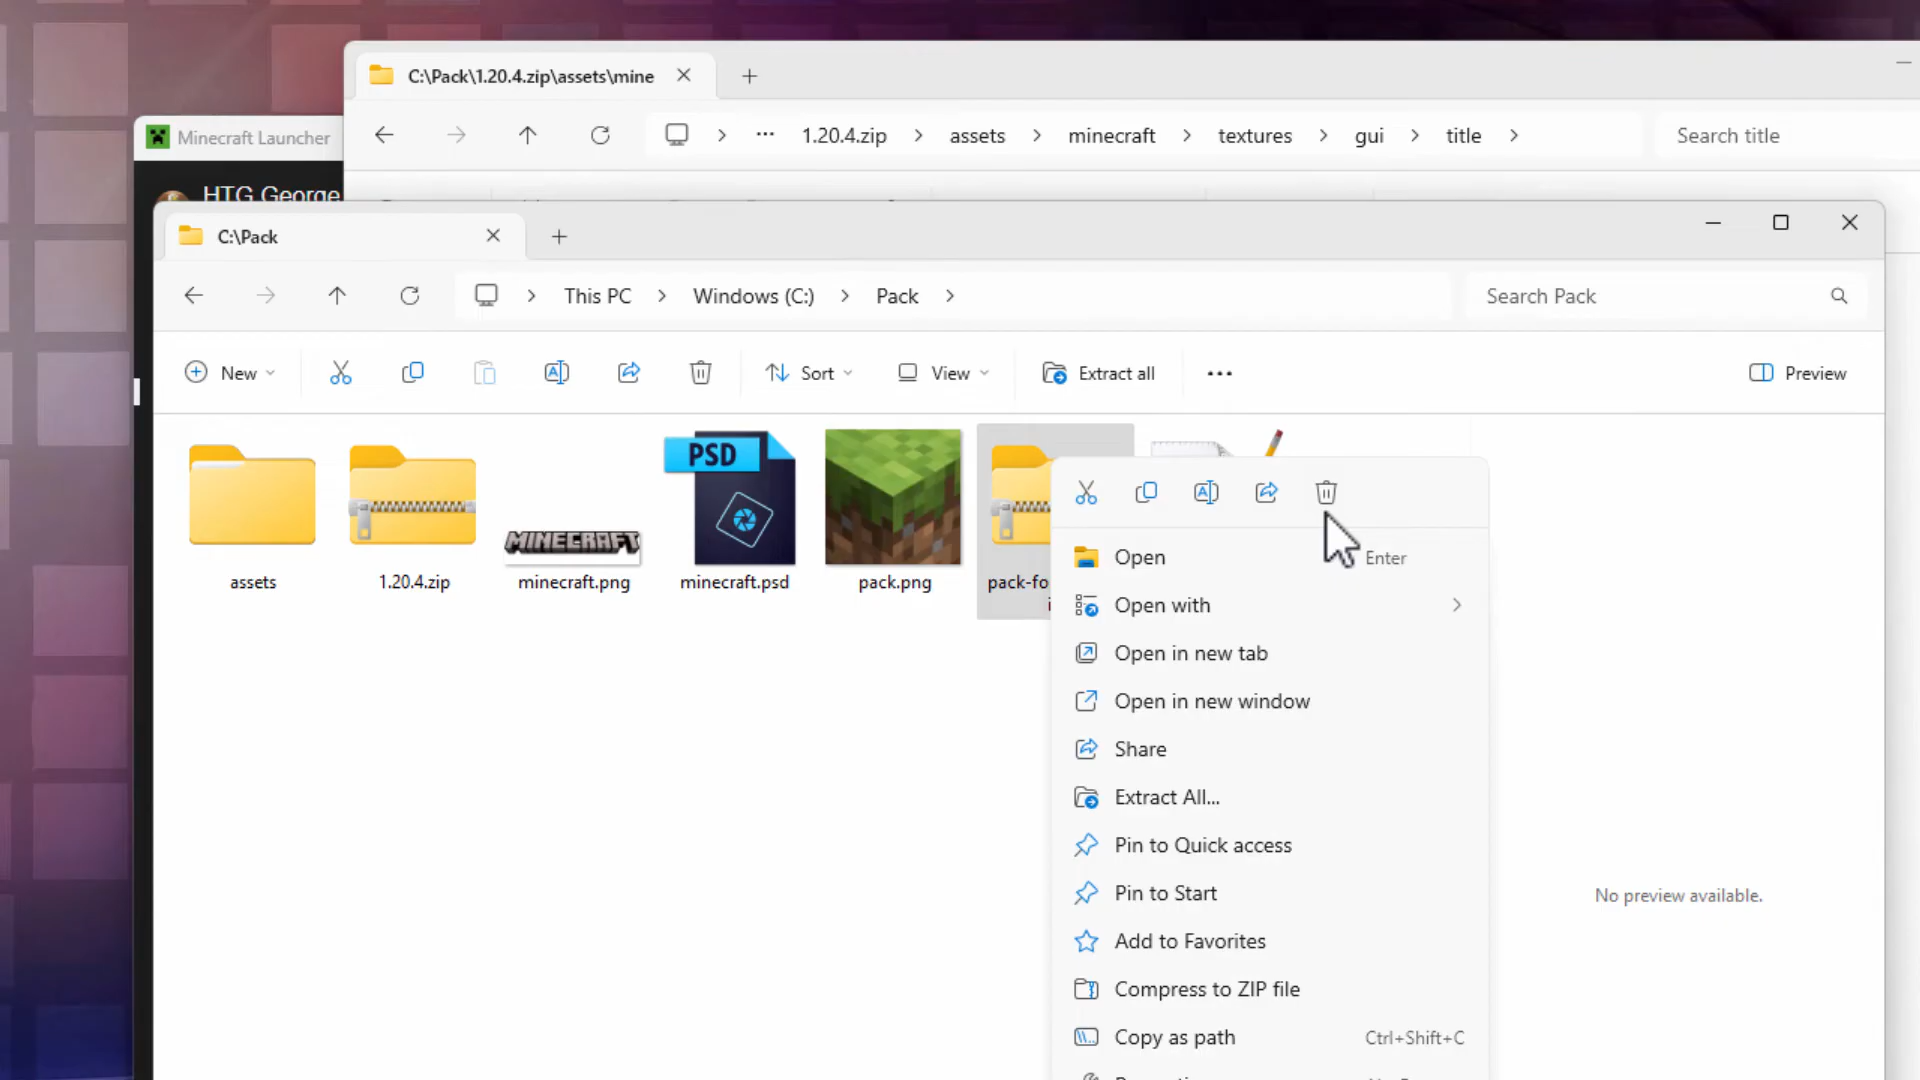 C:\Pack\1.20.4.zip\assets\mine
Minecraft Launcher
1.20.4.zip
assets
minecraft
textures
gui
title
Search title
HTG George
C:\Pack
This PC
Windows (C:)
Pack
Search Pack
New
Sort
View
Extract all
Preview
PSD
MINECRAFT
assets
1.20.4.zip
minecraft.png
minecraft.psd
pack.png
pack-fo
Open
Enter
Open with
Open in new tab
Open in new window
Share
Extract All...
Pin to Quick access
Pin to Start
Add to Favorites
Compress to ZIP file
Copy as path
Ctrl+Shift+C
No preview available.